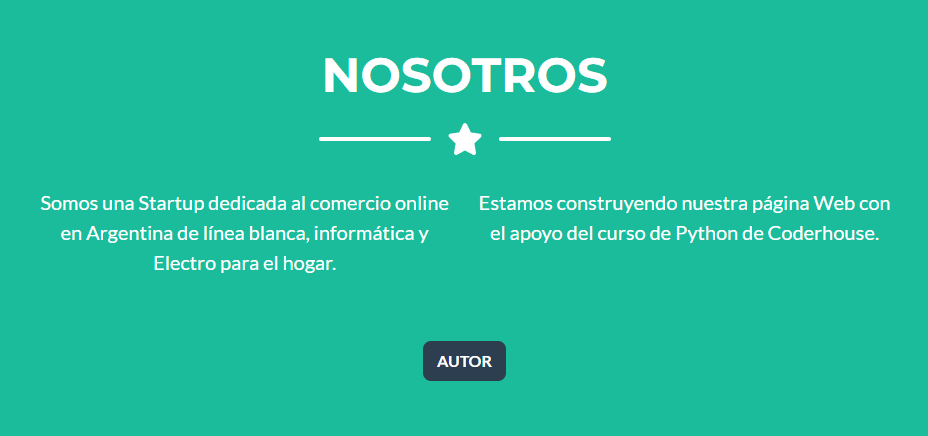 NOSOTROS
Somos una Startup dedicada al comercio online
en Argentina de línea blanca, informática y
Electro para el hogar.
Estamos construyendo nuestra página Web con
el apoyo del curso de Python de Coderhouse.
AUTOR